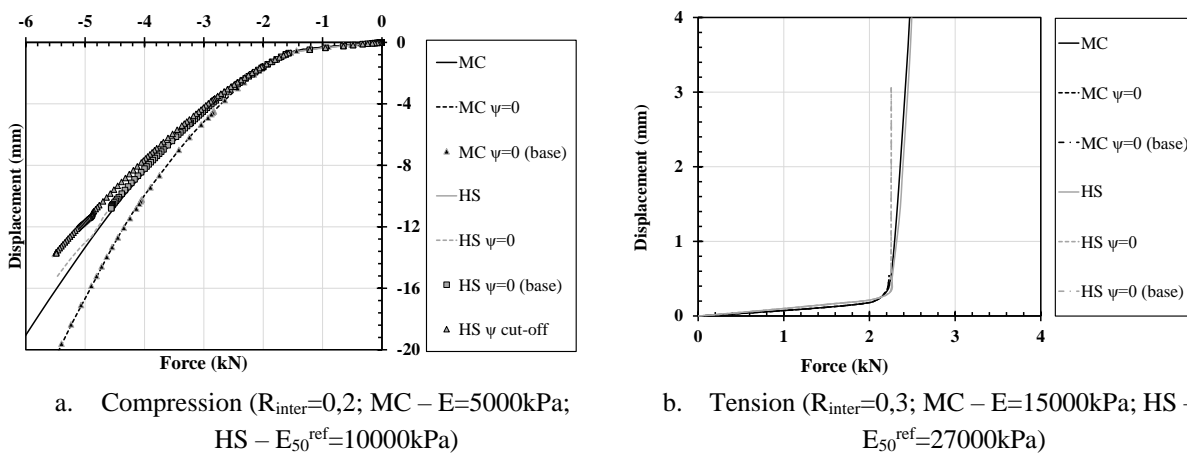 -6 -5 -4 -3 -2 -1 0
0
-4
-8
-12
-16
-20
Displacement (mm)
Force (kN)
MC
MC ψ=0
MC ψ=0 (base)
HS
HS ψ=0
HS ψ=0 (base)
HS ψ cut-off
a. Compression (Rinter=0,2; MC – E=5000kPa;
HS – E50ref=10000kPa)
4
3
2
1
0
0 1 2 3 4
Displacement (mm)
Force (kN)
MC
MC ψ=0
MC ψ=0 (base)
HS
HS ψ=0
HS ψ=0 (base)
b. Tension (Rinter=0,3; MC – E=15000kPa; HS –
E50ref=27000kPa)